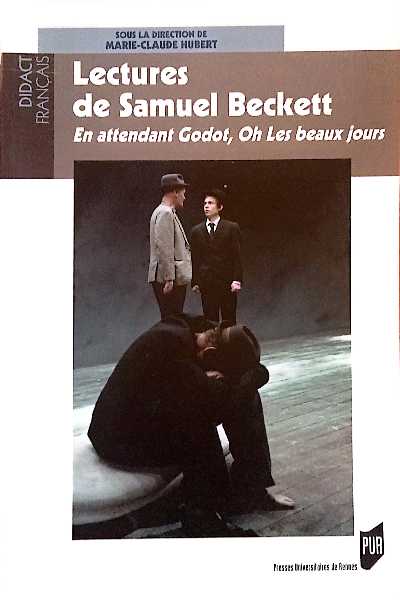 DIDACT
FRANÇAIS
SOUS LA DIRECTION DE
MARIE-CLAUDE HUBERT
Lectures
de Samuel Beckett
En attendant Godot, Oh Les beaux jours
PUR
Presses Universitaires de Rennes